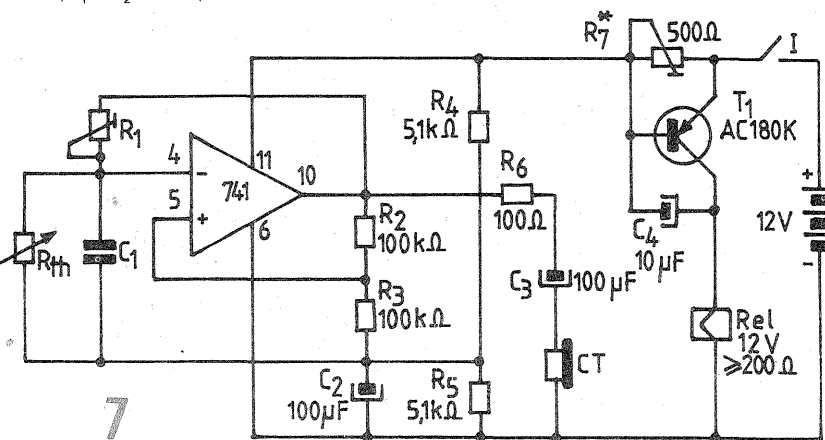 R7*
500Ω
I
R4
5,1kΩ
T1
AC180K
R1
4
11
10
R6
741
5
6
R2
100kΩ
100Ω
+
12V
-
C4
10µF
Rth
C1
R3
100kΩ
C3
100µF
Rel
12V
≥200Ω
C2
100µF
R5
5,1kΩ
CT
-
+
7